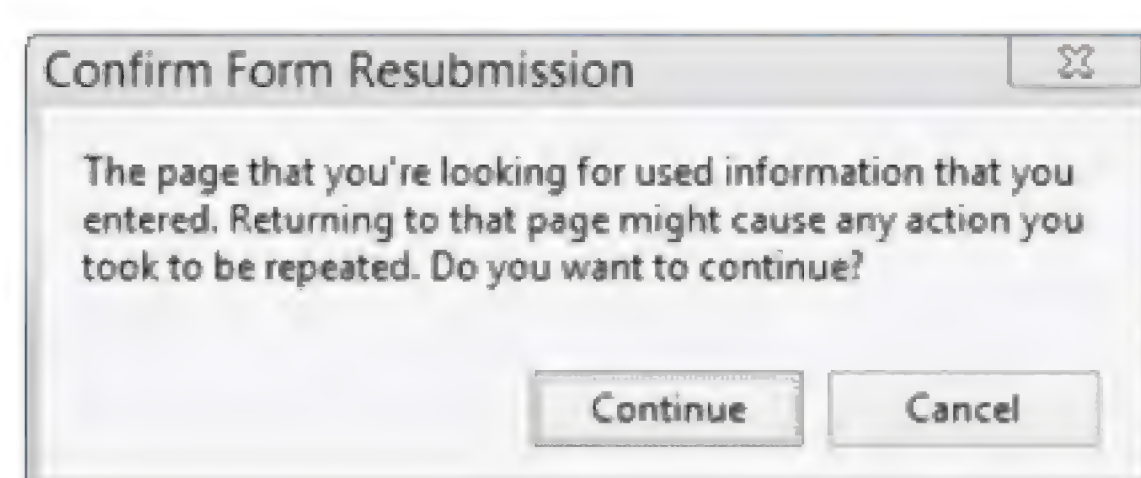 Confirm Form Resubmission
The page that you're looking for used information that you
entered. Returning to that page might cause any action you
took to be repeated. Do you want to continue?
Continue Cancel